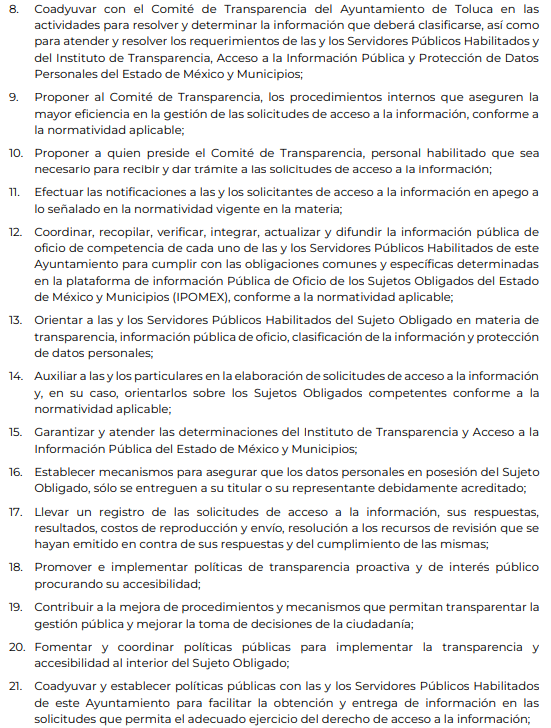 8. Coadyuvar con el Comité de Transparencia del Ayuntamiento de Toluca en las
actividades para resolver y determinar la información que deberá clasificarse, así como
para atender y resolver los requerimientos de las y los Servidores Públicos Habilitados y
del Instituto de Transparencia, Acceso a la Información Pública y Protección de Datos
Personales del Estado de México y Municipios;
9. Proponer al Comité de Transparencia, los procedimientos internos que aseguren la
mayor eficiencia en la gestión de las solicitudes de acceso a la información, conforme a
la normatividad aplicable;
10. Proponer a quien preside el Comité de Transparencia, personal habilitado que sea
necesario para recibir y dar trámite a las solicitudes de acceso a la información;
11. Efectuar las notificaciones a las y los solicitantes de acceso a la información en apego a
lo señalado en la normatividad vigente en la materia;
12. Coordinar, recopilar, verificar, integrar, actualizar y difundir la información pública de
oficio de competencia de cada uno de las y los Servidores Públicos Habilitados de este
Ayuntamiento para cumplir con las obligaciones comunes y específicas determinadas
en la plataforma de información Pública de Oficio de los Sujetos Obligados del Estado
de México y Municipios (IPOMEX), conforme a la normatividad aplicable;
13. Orientar a las y los Servidores Públicos Habilitados del Sujeto Obligado en materia de
transparencia, información pública de oficio, clasificación de la información y protección
de datos personales;
14. Auxiliar a las y los particulares en la elaboración de solicitudes de acceso a la información
y, en su caso, orientarlos sobre los Sujetos Obligados competentes conforme a la
normatividad aplicable;
15. Garantizar y atender las determinaciones del Instituto de Transparencia y Acceso a la
Información Pública del Estado de México y Municipios;
16. Establecer mecanismos para asegurar que los datos personales en posesión del Sujeto
Obligado, sólo se entreguen a su titular o su representante debidamente acreditado;
17. Llevar un registro de las solicitudes de acceso a la información, sus respuestas,
resultados, costos de reproducción y envío, resolución a los recursos de revisión que se
hayan emitido en contra de sus respuestas y del cumplimiento de las mismas;
18. Promover e implementar políticas de transparencia proactiva y de interés público
procurando su accesibilidad;
19. Contribuir a la mejora de procedimientos y mecanismos que permitan transparentar la
gestión pública y mejorar la toma de decisiones de la ciudadanía;
20. Fomentar y coordinar políticas públicas para implementar la transparencia y
accesibilidad al interior del Sujeto Obligado;
21. Coadyuvar y establecer políticas públicas con las y los Servidores Públicos Habilitados
de este Ayuntamiento para facilitar la obtención y entrega de información en las
solicitudes que permita el adecuado ejercicio del derecho de acceso a la información;